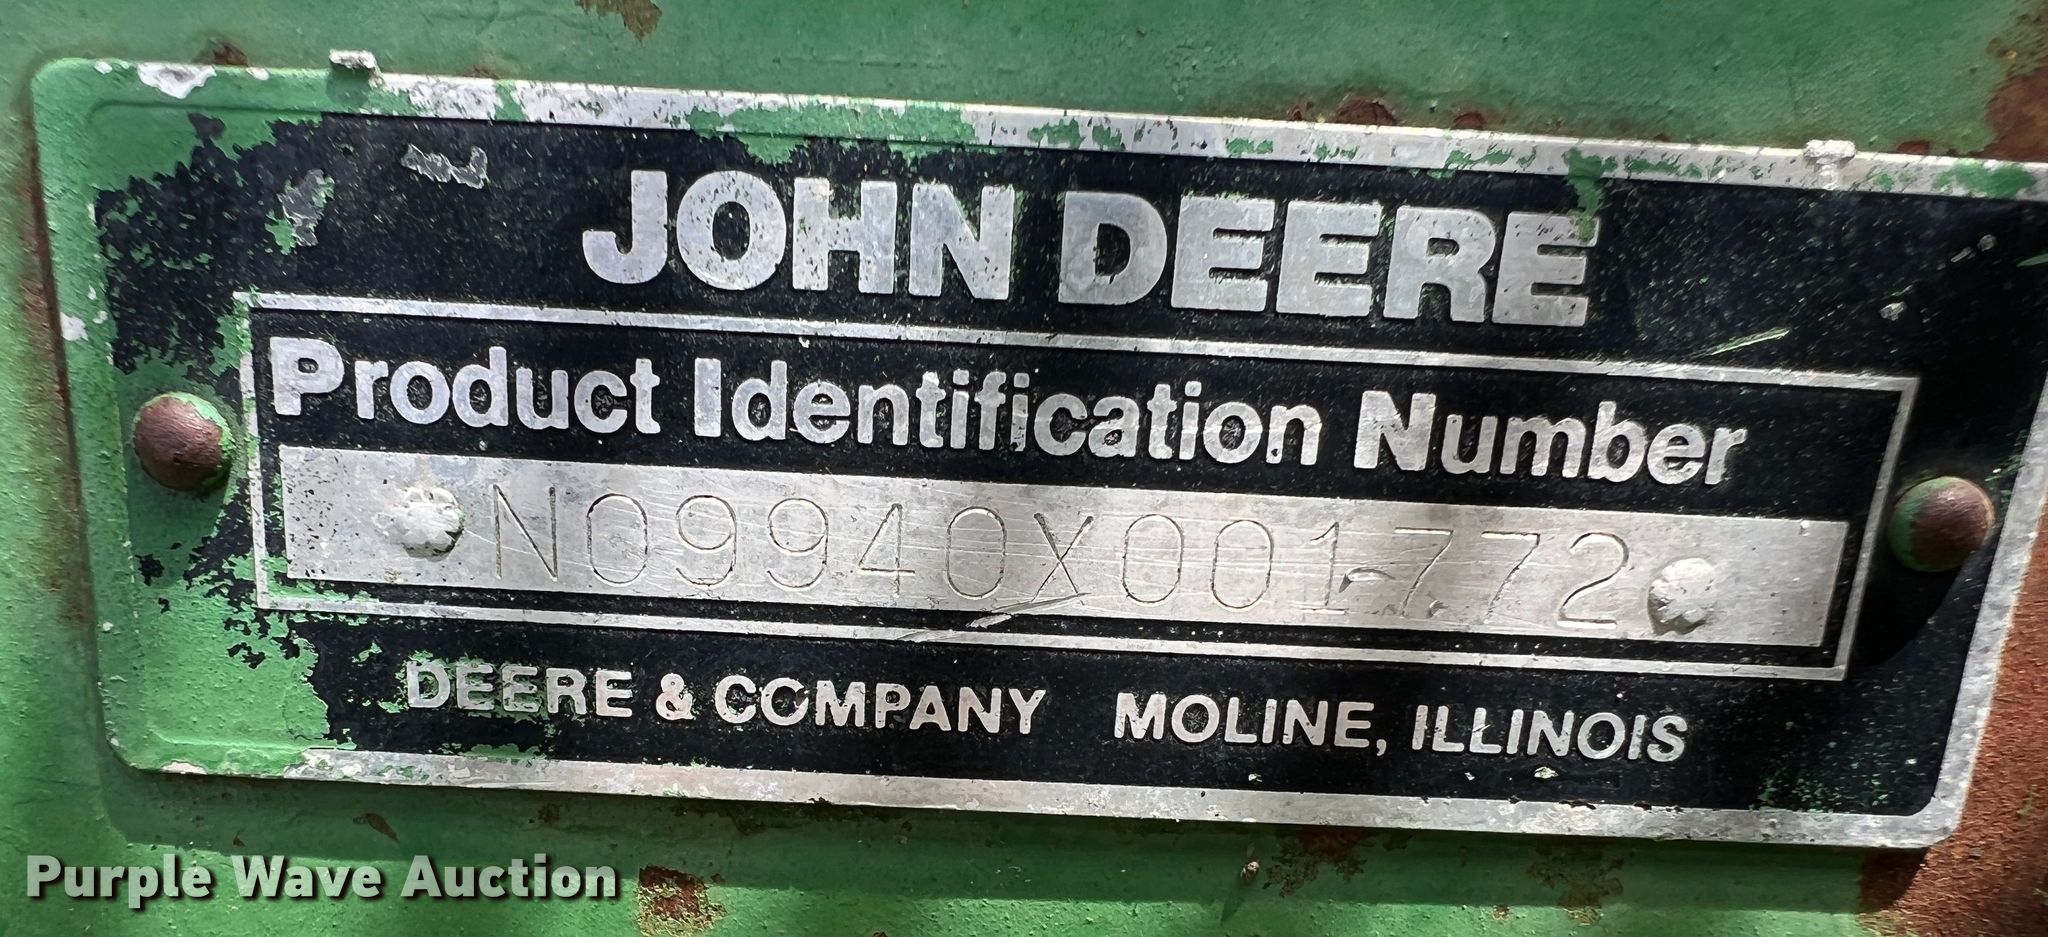 JOHN DEERE
Product Identification Number
N09940X001772
DEERE & COMPANY MOLINE, ILLINOIS
Purple Wave Auction